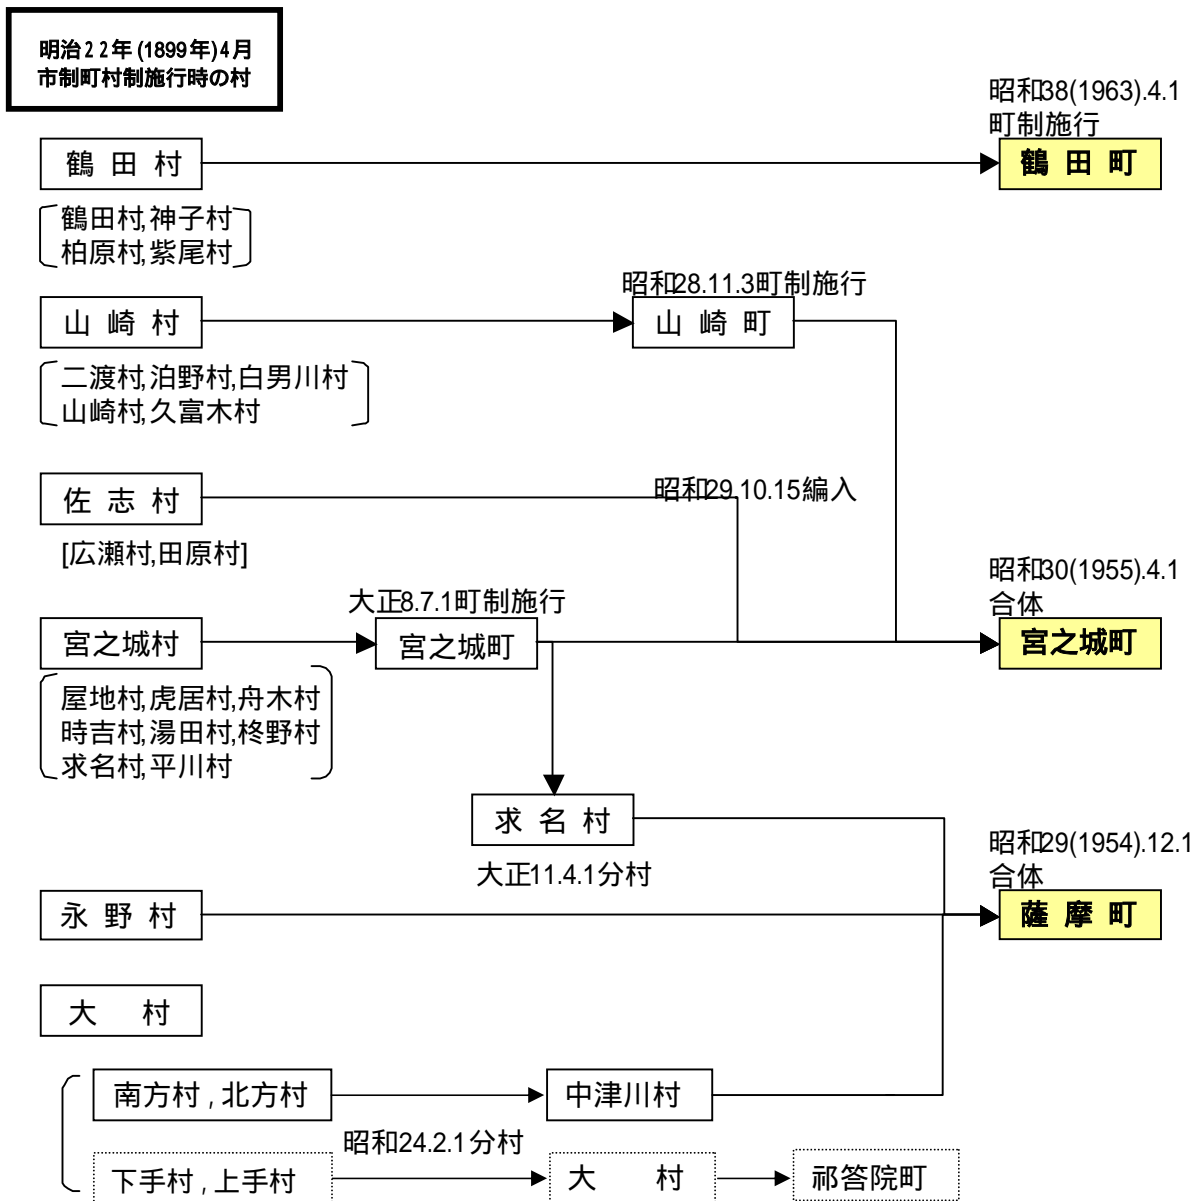 明治22年(1899年)4月
市制町村制施行時の村
昭和38(1963).4.1
町制施行
鶴田村
鶴田町
鶴田村,神子村
柏原村,紫尾村
昭和28.11.3町制施行
山崎村
山崎町
二渡村,泊野村,白男川村
山崎村,久富木村
佐志村
昭和29.10.15編入
[広瀬村,田原村]
昭和30(1955).4.1
合体
大正8.7.1町制施行
宮之城村
宮之城町
宮之城町
屋地村,虎居村,舟木村
時吉村,湯田村,柊野村
求名村,平川村
求名村
大正11.4.1分村
昭和29(1954).12.1
合体
永野村
薩摩町
大村
南方村,北方村
中津川村
昭和24.2.1分村
下手村,上手村
大村
祁答院町